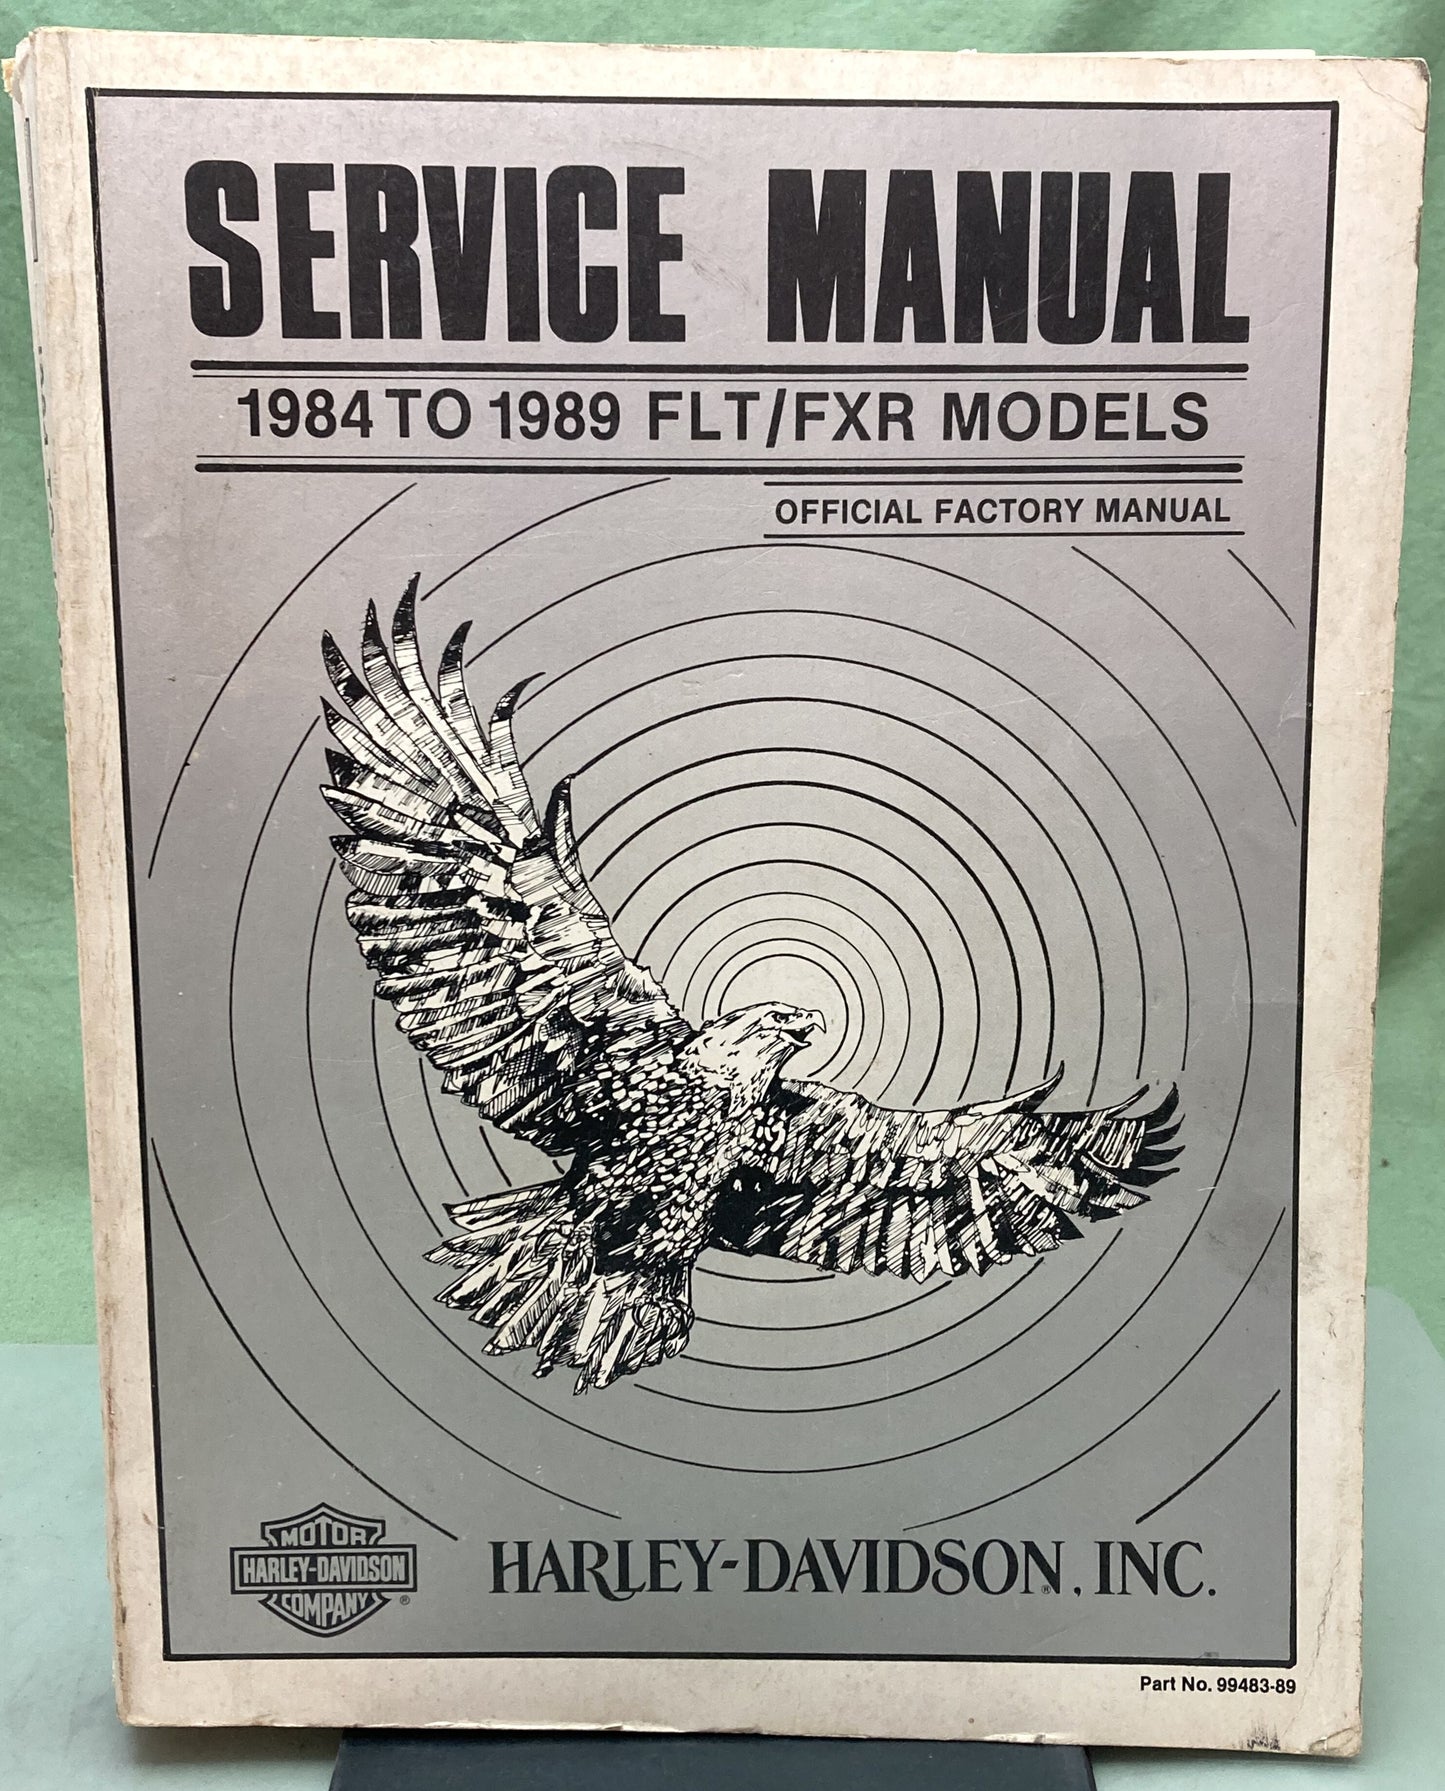 SERVICE MANUAL
1984 TO 1989 FLT/FXR MODELS
OFFICIAL FACTORY MANUAL
MOTOR
HARLEY-DAVIDSON
COMPANY ®
HARLEY-DAVIDSON®, INC.
Part No. 99483-89